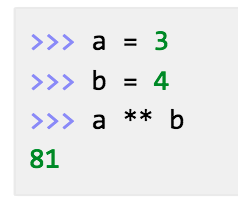 >>> a = 3
>>> b = 4
>>> a ** b
81